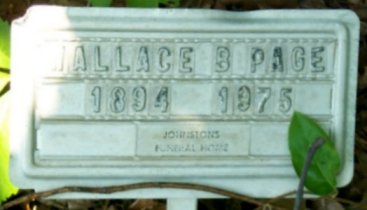 WALLACE B PAGE
1894 1975
JOHNSTONS
FUNERAL HOME